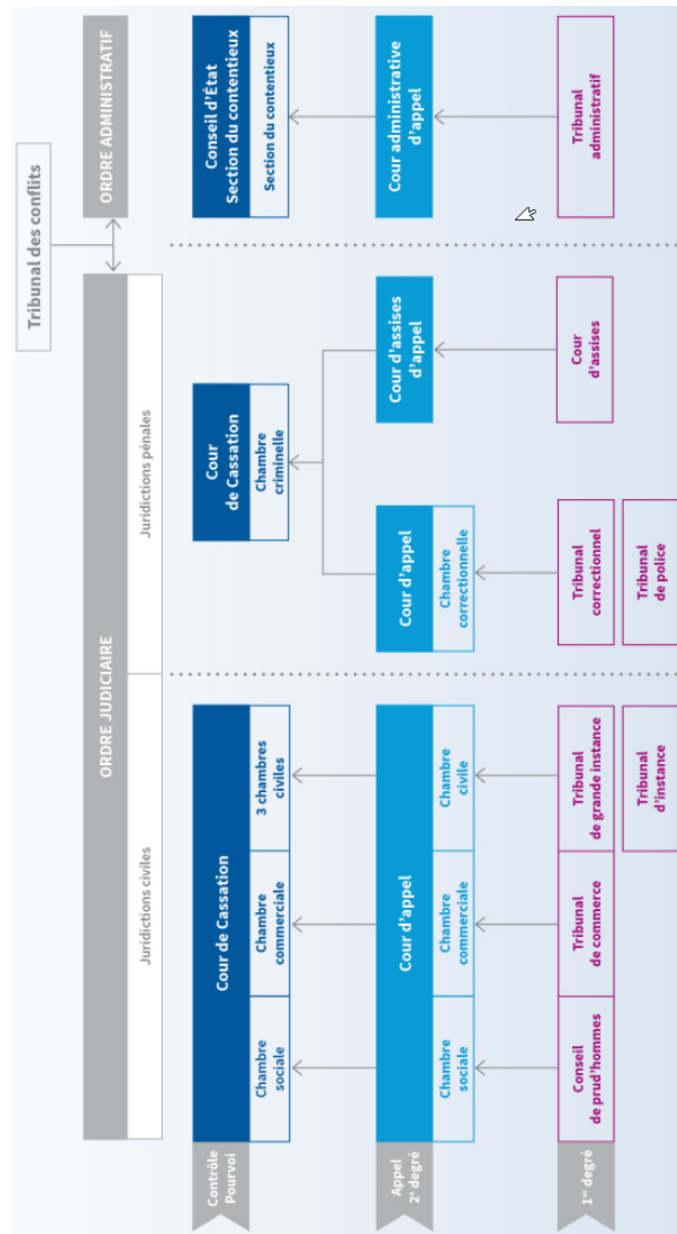 Tribunal des conflits
ORDRE JUDICIAIRE
ORDRE ADMINISTRATIF
Juridictions civiles
Juridictions pénales
Contrôle
Pourvoi
Cour de Cassation
Chambre
sociale
Chambre
commerciale
3 chambres
civiles
Cour
de Cassation
Chambre
criminelle
Conseil d'État
Section du contentieux
Section du contentieux
Appel
2e degré
Cour d'appel
Chambre
sociale
Chambre
commerciale
Chambre
civile
Cour d'appel
Chambre
correctionnelle
Cour d'assises
d'appel
Cour administrative
d'appel
1er degré
Conseil
de prud'hommes
Tribunal
de commerce
Tribunal
de grande instance
Tribunal
d'instance
Tribunal
correctionnel
Tribunal
de police
Cour
d'assises
Tribunal
administratif